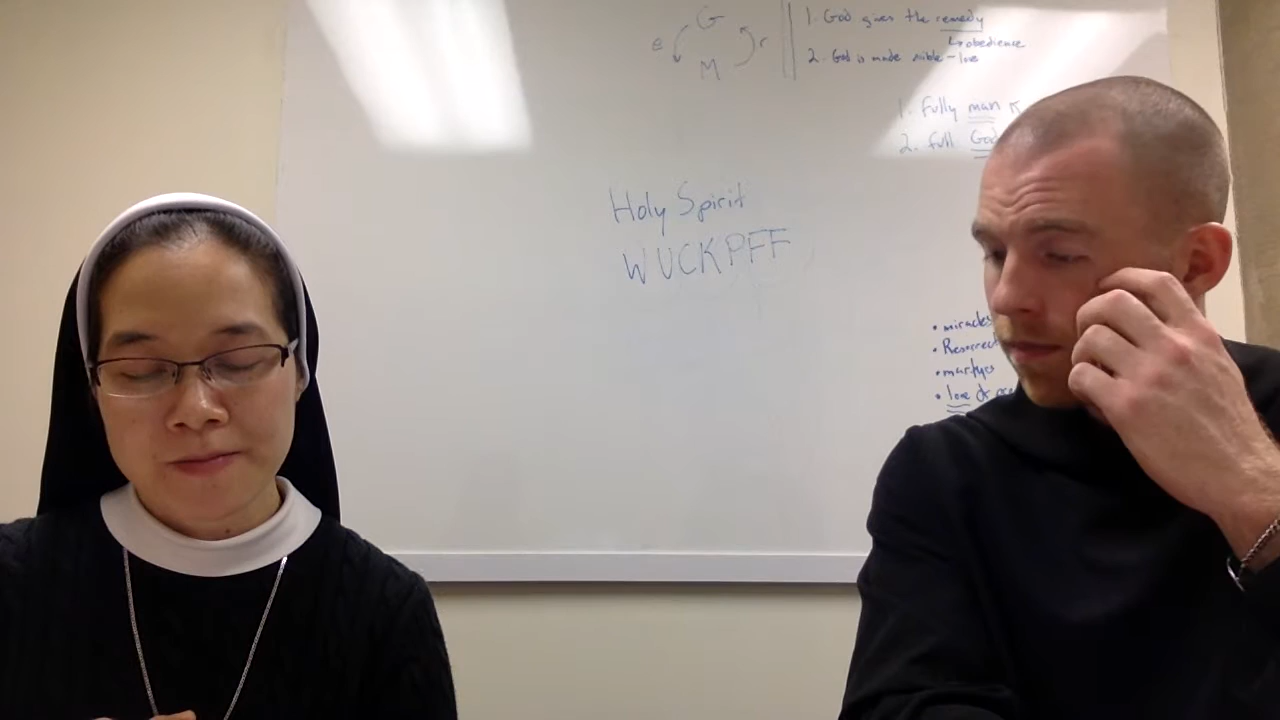 G
e r
M
1. God gives the remedy
↳ obedience
2. God is made visible - love
1. Fully man
2. full God
Holy Spirit
WUCKPFF
• miracles
• Resurrect
• martyrs
• love